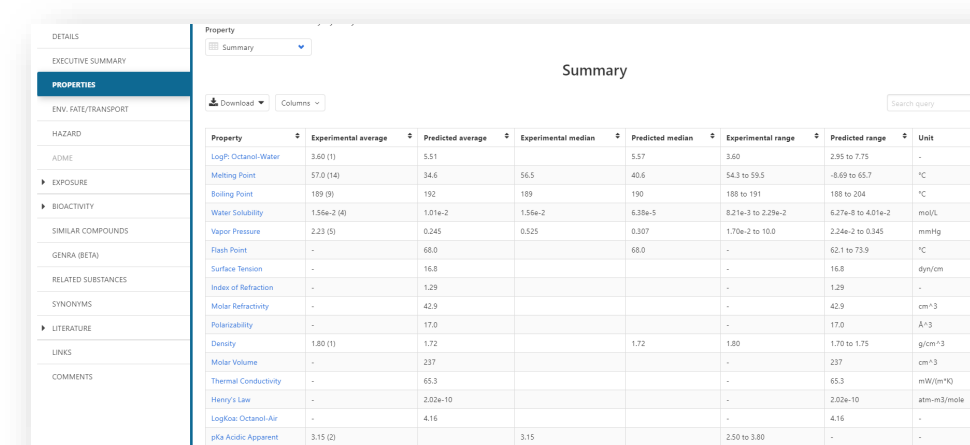 DETAILS
EXECUTIVE SUMMARY
PROPERTIES
ENV. FATE/TRANSPORT
HAZARD
ADME
EXPOSURE
BIOACTIVITY
SIMILAR COMPOUNDS
GENRA (BETA)
RELATED SUBSTANCES
SYNONYMS
LITERATURE
LINKS
COMMENTS
Property
Summary
Summary
Download Columns
Search query
Property Experimental average Predicted average Experimental median Predicted median Experimental range Predicted range Unit
LogP: Octanol-Water 3.60 (1) 5.51 5.57 3.60 2.95 to 7.75 -
Melting Point 57.0 (14) 34.6 56.5 40.6 54.3 to 59.5 -8.69 to 65.7 °C
Boiling Point 189 (9) 192 189 190 188 to 191 188 to 204 °C
Water Solubility 1.56e-2 (4) 1.01e-2 1.56e-2 6.38e-5 8.21e-3 to 2.29e-2 6.27e-8 to 4.01e-2 mol/L
Vapor Pressure 2.23 (5) 0.245 0.525 0.307 1.70e-2 to 10.0 2.24e-2 to 0.345 mmHg
Flash Point - 68.0 68.0 - 62.1 to 73.9 °C
Surface Tension - 16.8 - 16.8 dyn/cm
Index of Refraction - 1.29 - 1.29 -
Molar Refractivity - 42.9 - 42.9 cm^3
Polarizability - 17.0 - 17.0 Å^3
Density 1.80 (1) 1.72 1.72 1.80 1.70 to 1.75 g/cm^3
Molar Volume - 237 - 237 cm^3
Thermal Conductivity - 65.3 - 65.3 mW/(m*K)
Henry's Law - 2.02e-10 - 2.02e-10 atm-m3/mole
LogKoa: Octanol-Air - 4.16 - 4.16 -
pKa Acidic Apparent 3.15 (2) 3.15 2.50 to 3.80 - -